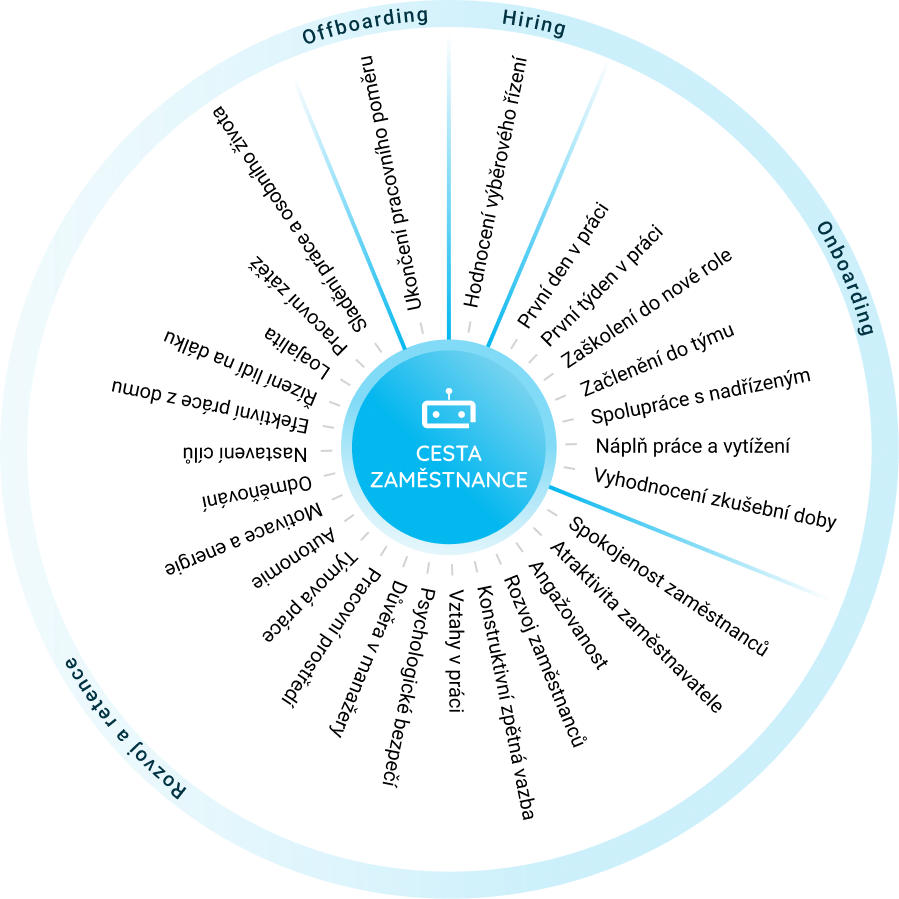 Offboarding
Hiring
Onboarding
Rozvoj a retence
CESTA
ZAMĚSTNANCE
Hodnocení výběrového řízení
První den v práci
První týden v práci
Zaškolení do nové role
Začlenění do týmu
Spolupráce s nadřízeným
Náplň práce a vytížení
Vyhodnocení zkušební doby
Spokojenost zaměstnanců
Atraktivita zaměstnavatele
Angažovanost
Rozvoj zaměstnanců
Konstruktivní zpětná vazba
Vztahy v práci
Psychologické bezpečí
Důvěra v manažery
Pracovní prostředí
Týmová práce
Autonomie
Motivace a energie
Odměňování
Nastavení cílů
Efektivní práce z domu
Řízení lidí na dálku
Loajalita
Pracovní zátěž
Sladění práce a osobního života
Ukončení pracovního poměru